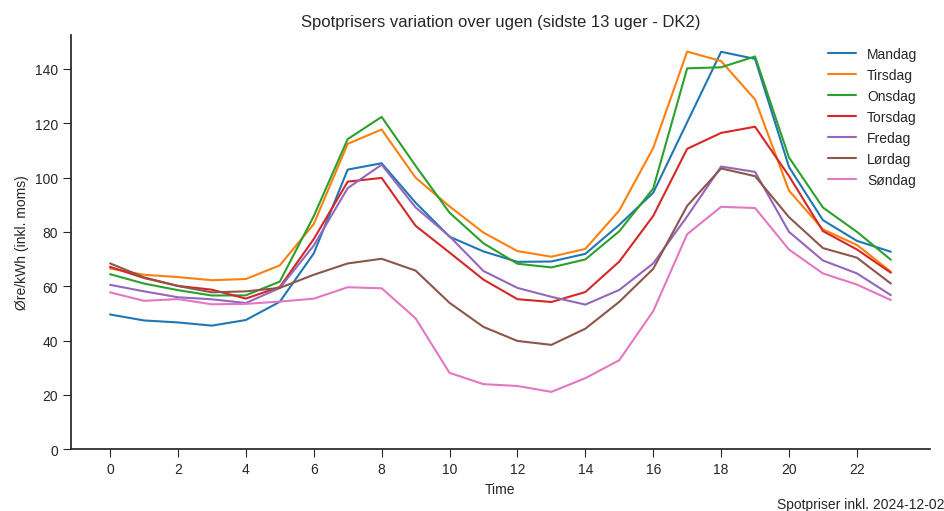 Spotprisers variation over ugen (sidste 13 uger - DK2)
Øre/kWh (inkl. moms)
140
120
100
80
60
40
20
0
0 2 4 6 8 10 12 14 16 18 20 22
Time
Mandag
Tirsdag
Onsdag
Torsdag
Fredag
Lørdag
Søndag
Spotpriser inkl. 2024-12-02